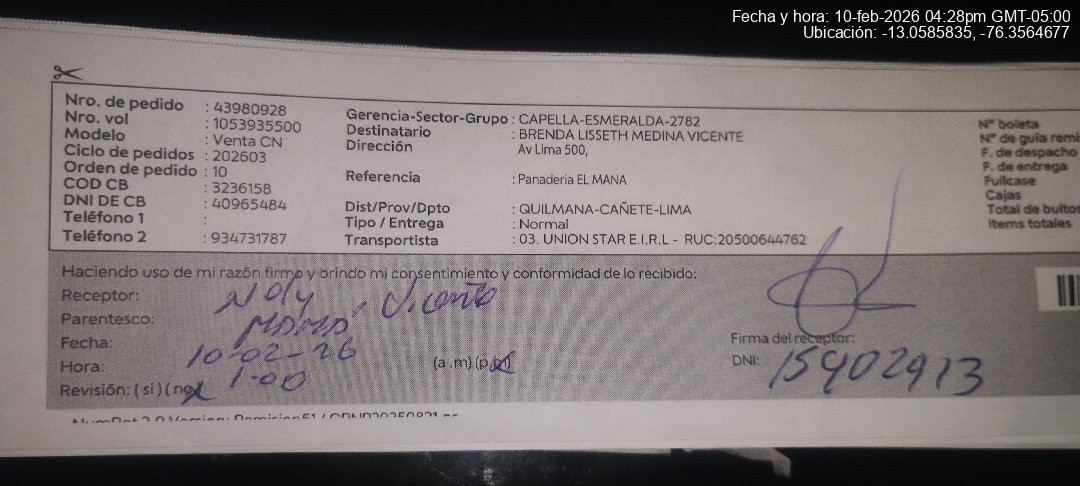 Fecha y hora: 10-feb-2026 04:28pm GMT-05:00
Ubicación: -13.0585835, -76.3564677
Nro. de pedido : 43980928
Nro. vol : 1053935500
Modelo : Venta CN
Ciclo de pedidos : 202603
Orden de pedido : 10
COD CB : 3236158
DNI DE CB : 40965484
Teléfono 1 :
Teléfono 2 : 934731787
Gerencia-Sector-Grupo : CAPELLA-ESMERALDA-2782
Destinatario : BRENDA LISSETH MEDINA VICENTE
Dirección Av Lima 500,
Referencia : Panaderia EL MANA
Dist/Prov/Dpto : QUILMANA-CAÑETE-LIMA
Tipo / Entrega : Normal
Transportista : 03. UNION STAR E.I.R.L - RUC:20500644762
N° boleta
N° de guía remi
F. de despacho
F. de entrega
Fullcase
Cajas
Total de bultos
Items totales
Haciendo uso de mi razón firmo y brindo mi consentimiento y conformidad de lo recibido:
Receptor: Vicente
Parentesco: MAMA
Fecha: 10-02-26
Hora: 1-00 (a .m) (p.m)
Revisión: ( si ) ( no )
Firma del receptor:
DNI: 15402913